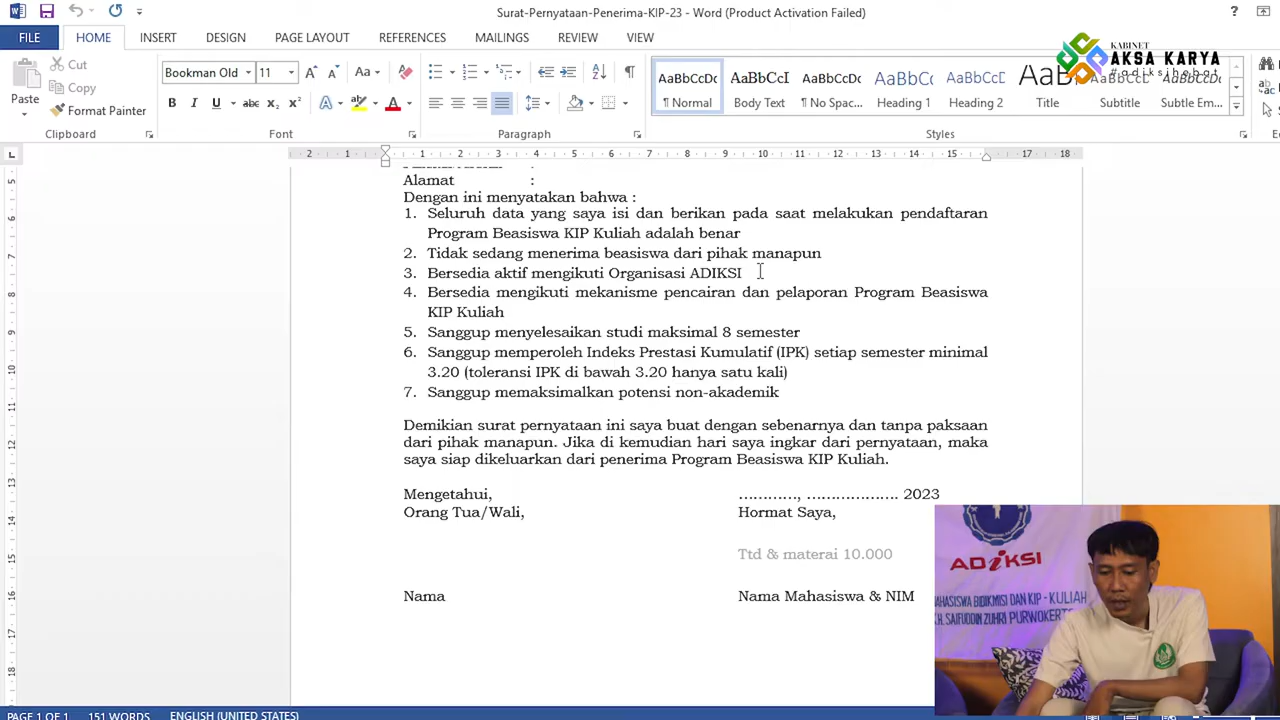 Surat-Pernyataan-Penerima-KIP-23 - Word (Product Activation Failed)
FILE HOME INSERT DESIGN PAGE LAYOUT REFERENCES MAILINGS REVIEW VIEW
KABINET
AKSA KARYA
#adiksihebat
Paste
Cut
Copy
Format Painter
Clipboard
Bookman Old 11
Font
Paragraph
AaBbCcDc AaBbCcI AaBbCcDc AaBbCcDc AaBbCcD
¶ Normal Body Text ¶ No Spac... Heading 1 Heading 2 Title Subtitle Subtle Em...
Styles
Alamat :
Dengan ini menyatakan bahwa :
1. Seluruh data yang saya isi dan berikan pada saat melakukan pendaftaran
Program Beasiswa KIP Kuliah adalah benar
2. Tidak sedang menerima beasiswa dari pihak manapun
3. Bersedia aktif mengikuti Organisasi ADIKSI
4. Bersedia mengikuti mekanisme pencairan dan pelaporan Program Beasiswa
KIP Kuliah
5. Sanggup menyelesaikan studi maksimal 8 semester
6. Sanggup memperoleh Indeks Prestasi Kumulatif (IPK) setiap semester minimal
3.20 (toleransi IPK di bawah 3.20 hanya satu kali)
7. Sanggup memaksimalkan potensi non-akademik
Demikian surat pernyataan ini saya buat dengan sebenarnya dan tanpa paksaan
dari pihak manapun. Jika di kemudian hari saya ingkar dari pernyataan, maka
saya siap dikeluarkan dari penerima Program Beasiswa KIP Kuliah.
Mengetahui, …………, ………………. 2023
Orang Tua/Wali, Hormat Saya,
Ttd & materai 10.000
Nama Nama Mahasiswa & NIM
ADiKSI
MAHASISWA BIDIKMISI DAN KIP - KULIAH
K.H. SAIFUDDIN ZUHRI PURWOKERTO
PAGE 1 OF 1 151 WORDS ENGLISH (UNITED STATES)